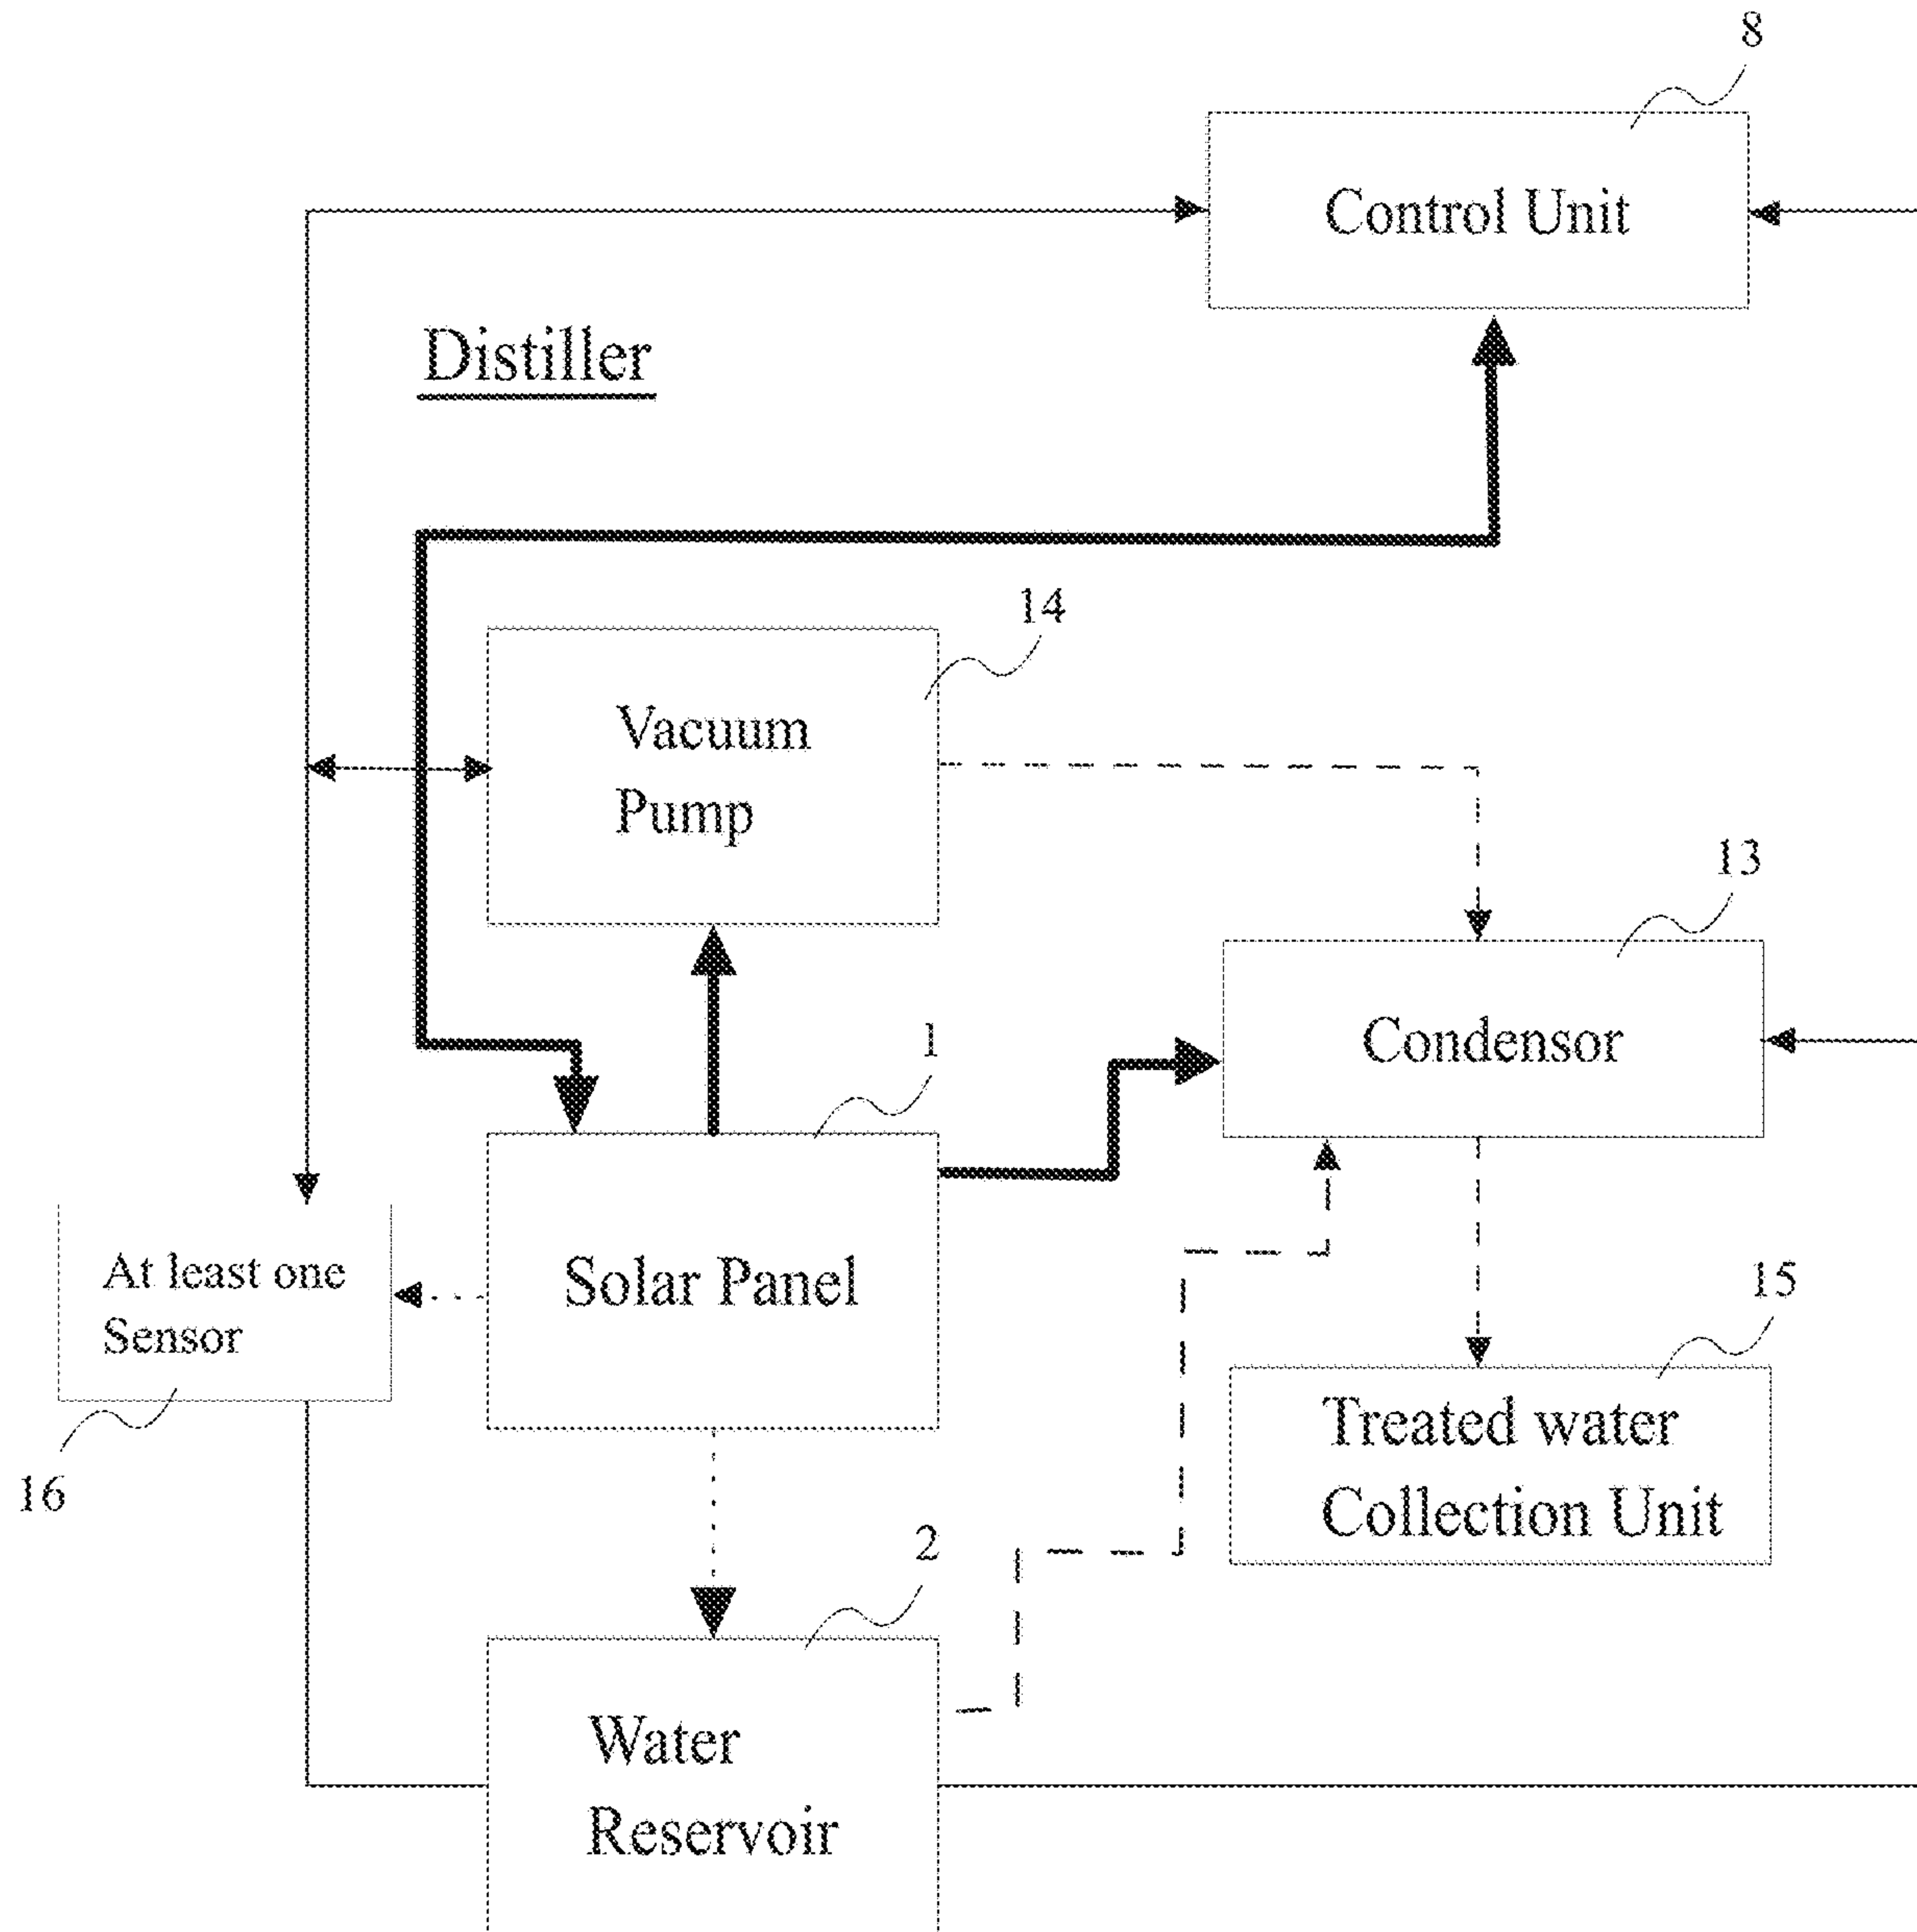 8
Control Unit
Distiller
14
Vacuum
Pump
13
Condensor
1
Solar Panel
At least one
Sensor
16
15
Treated water
Collection Unit
2
Water
Reservoir